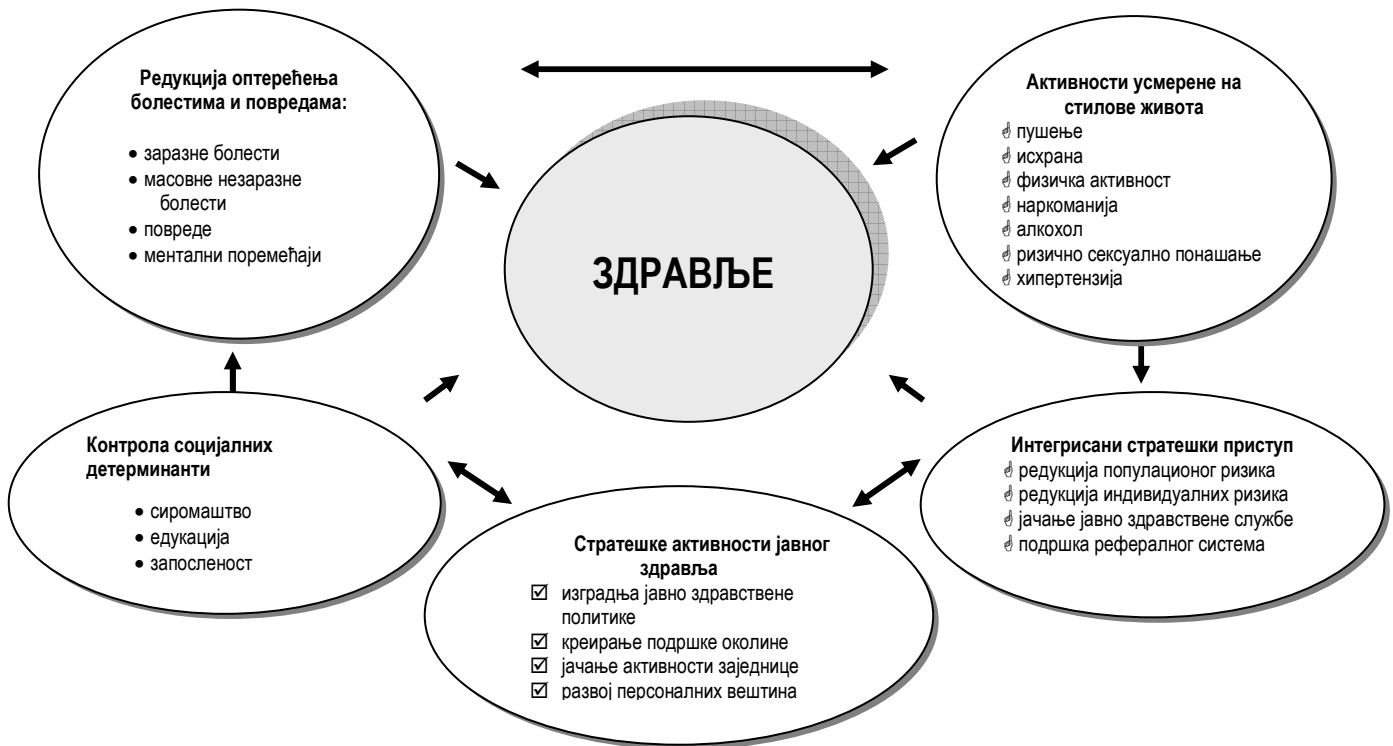 Редукција оптерећења
болестима и повредама:
• заразне болести
• масовне незаразне
болести
• повреде
• ментални поремећаји
Активности усмерене на
стилове живота
пушење
исхрана
физичка активност
наркоманија
алкохол
ризично сексуално понашање
хипертензија
ЗДРАВЉЕ
Контрола социјалних
детерминанти
• сиромаштво
• едукација
• запосленост
Стратешке активности јавног
здравља
изградња јавно здравствене
политике
креирање подршке околине
јачање активности заједнице
развој персоналних вештина
Интегрисани стратешки приступ
редукција популационог ризика
редукција индивидуалних ризика
јачање јавно здравствене службе
подршка рефералног система